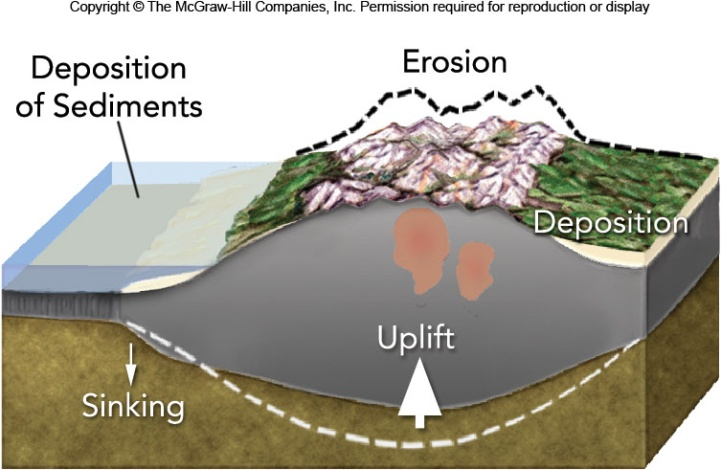 Copyright © The McGraw-Hill Companies, Inc. Permission required for reproduction or display
Deposition
of Sediments
Erosion
Deposition
Uplift
Sinking